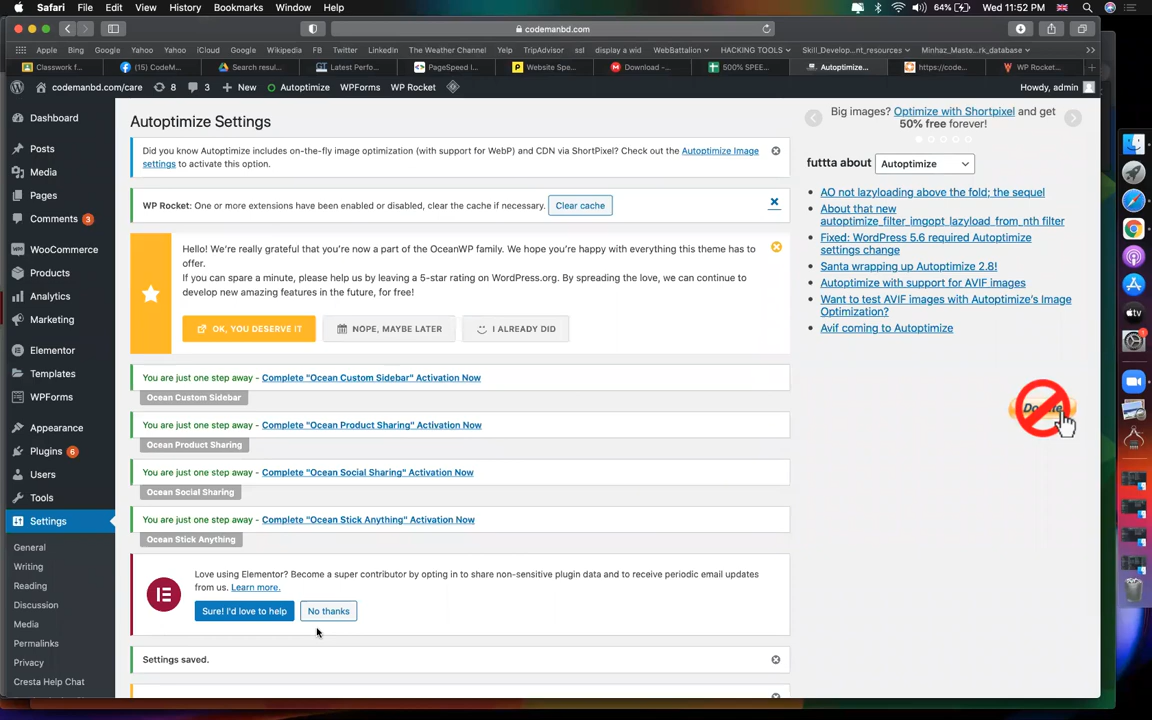 Safari File Edit View History Bookmarks Window Help
64% Wed 11:52 PM
codemanbd.com
Apple Bing Google Yahoo Yahoo iCloud Google Wikipedia FB Twitter LinkedIn The Weather Channel Yelp TripAdvisor ssl display a wid WebBattalion HACKING TOOLS Skill_Develop...nt_resources Minhaz_Maste...rk_database
Classwork f... (15) CodeM... Search resul... Latest Perfo... PageSpeed I... Website Spe... Download -... 500% SPEE... Autoptimize... https://code... WP Rocket...
codemanbd.com/care 8 3 New Autoptimize WPForms WP Rocket Howdy, admin
Dashboard
Posts
Media
Pages
Comments 3
WooCommerce
Products
Analytics
Marketing
Elementor
Templates
WPForms
Appearance
Plugins 6
Users
Tools
Settings
General
Writing
Reading
Discussion
Media
Permalinks
Privacy
Cresta Help Chat
Autoptimize Settings
Did you know Autoptimize includes on-the-fly image optimization (with support for WebP) and CDN via ShortPixel? Check out the Autoptimize Image
settings to activate this option.
WP Rocket: One or more extensions have been enabled or disabled, clear the cache if necessary. Clear cache
Hello! We're really grateful that you're now a part of the OceanWP family. We hope you're happy with everything this theme has to
offer.
If you can spare a minute, please help us by leaving a 5-star rating on WordPress.org. By spreading the love, we can continue to
develop new amazing features in the future, for free!
OK, YOU DESERVE IT NOPE, MAYBE LATER I ALREADY DID
You are just one step away - Complete "Ocean Custom Sidebar" Activation Now
Ocean Custom Sidebar
You are just one step away - Complete "Ocean Product Sharing" Activation Now
Ocean Product Sharing
You are just one step away - Complete "Ocean Social Sharing" Activation Now
Ocean Social Sharing
You are just one step away - Complete "Ocean Stick Anything" Activation Now
Ocean Stick Anything
Love using Elementor? Become a super contributor by opting in to share non-sensitive plugin data and to receive periodic email updates
from us. Learn more.
Sure! I'd love to help No thanks
Settings saved.
Big images? Optimize with Shortpixel and get
50% free forever!
futtta about Autoptimize
AO not lazyloading above the fold; the sequel
About that new
autoptimize_filter_imgopt_lazyload_from_nth filter
Fixed: WordPress 5.6 required Autoptimize
settings change
Santa wrapping up Autoptimize 2.8!
Autoptimize with support for AVIF images
Want to test AVIF images with Autoptimize's Image
Optimization?
Avif coming to Autoptimize